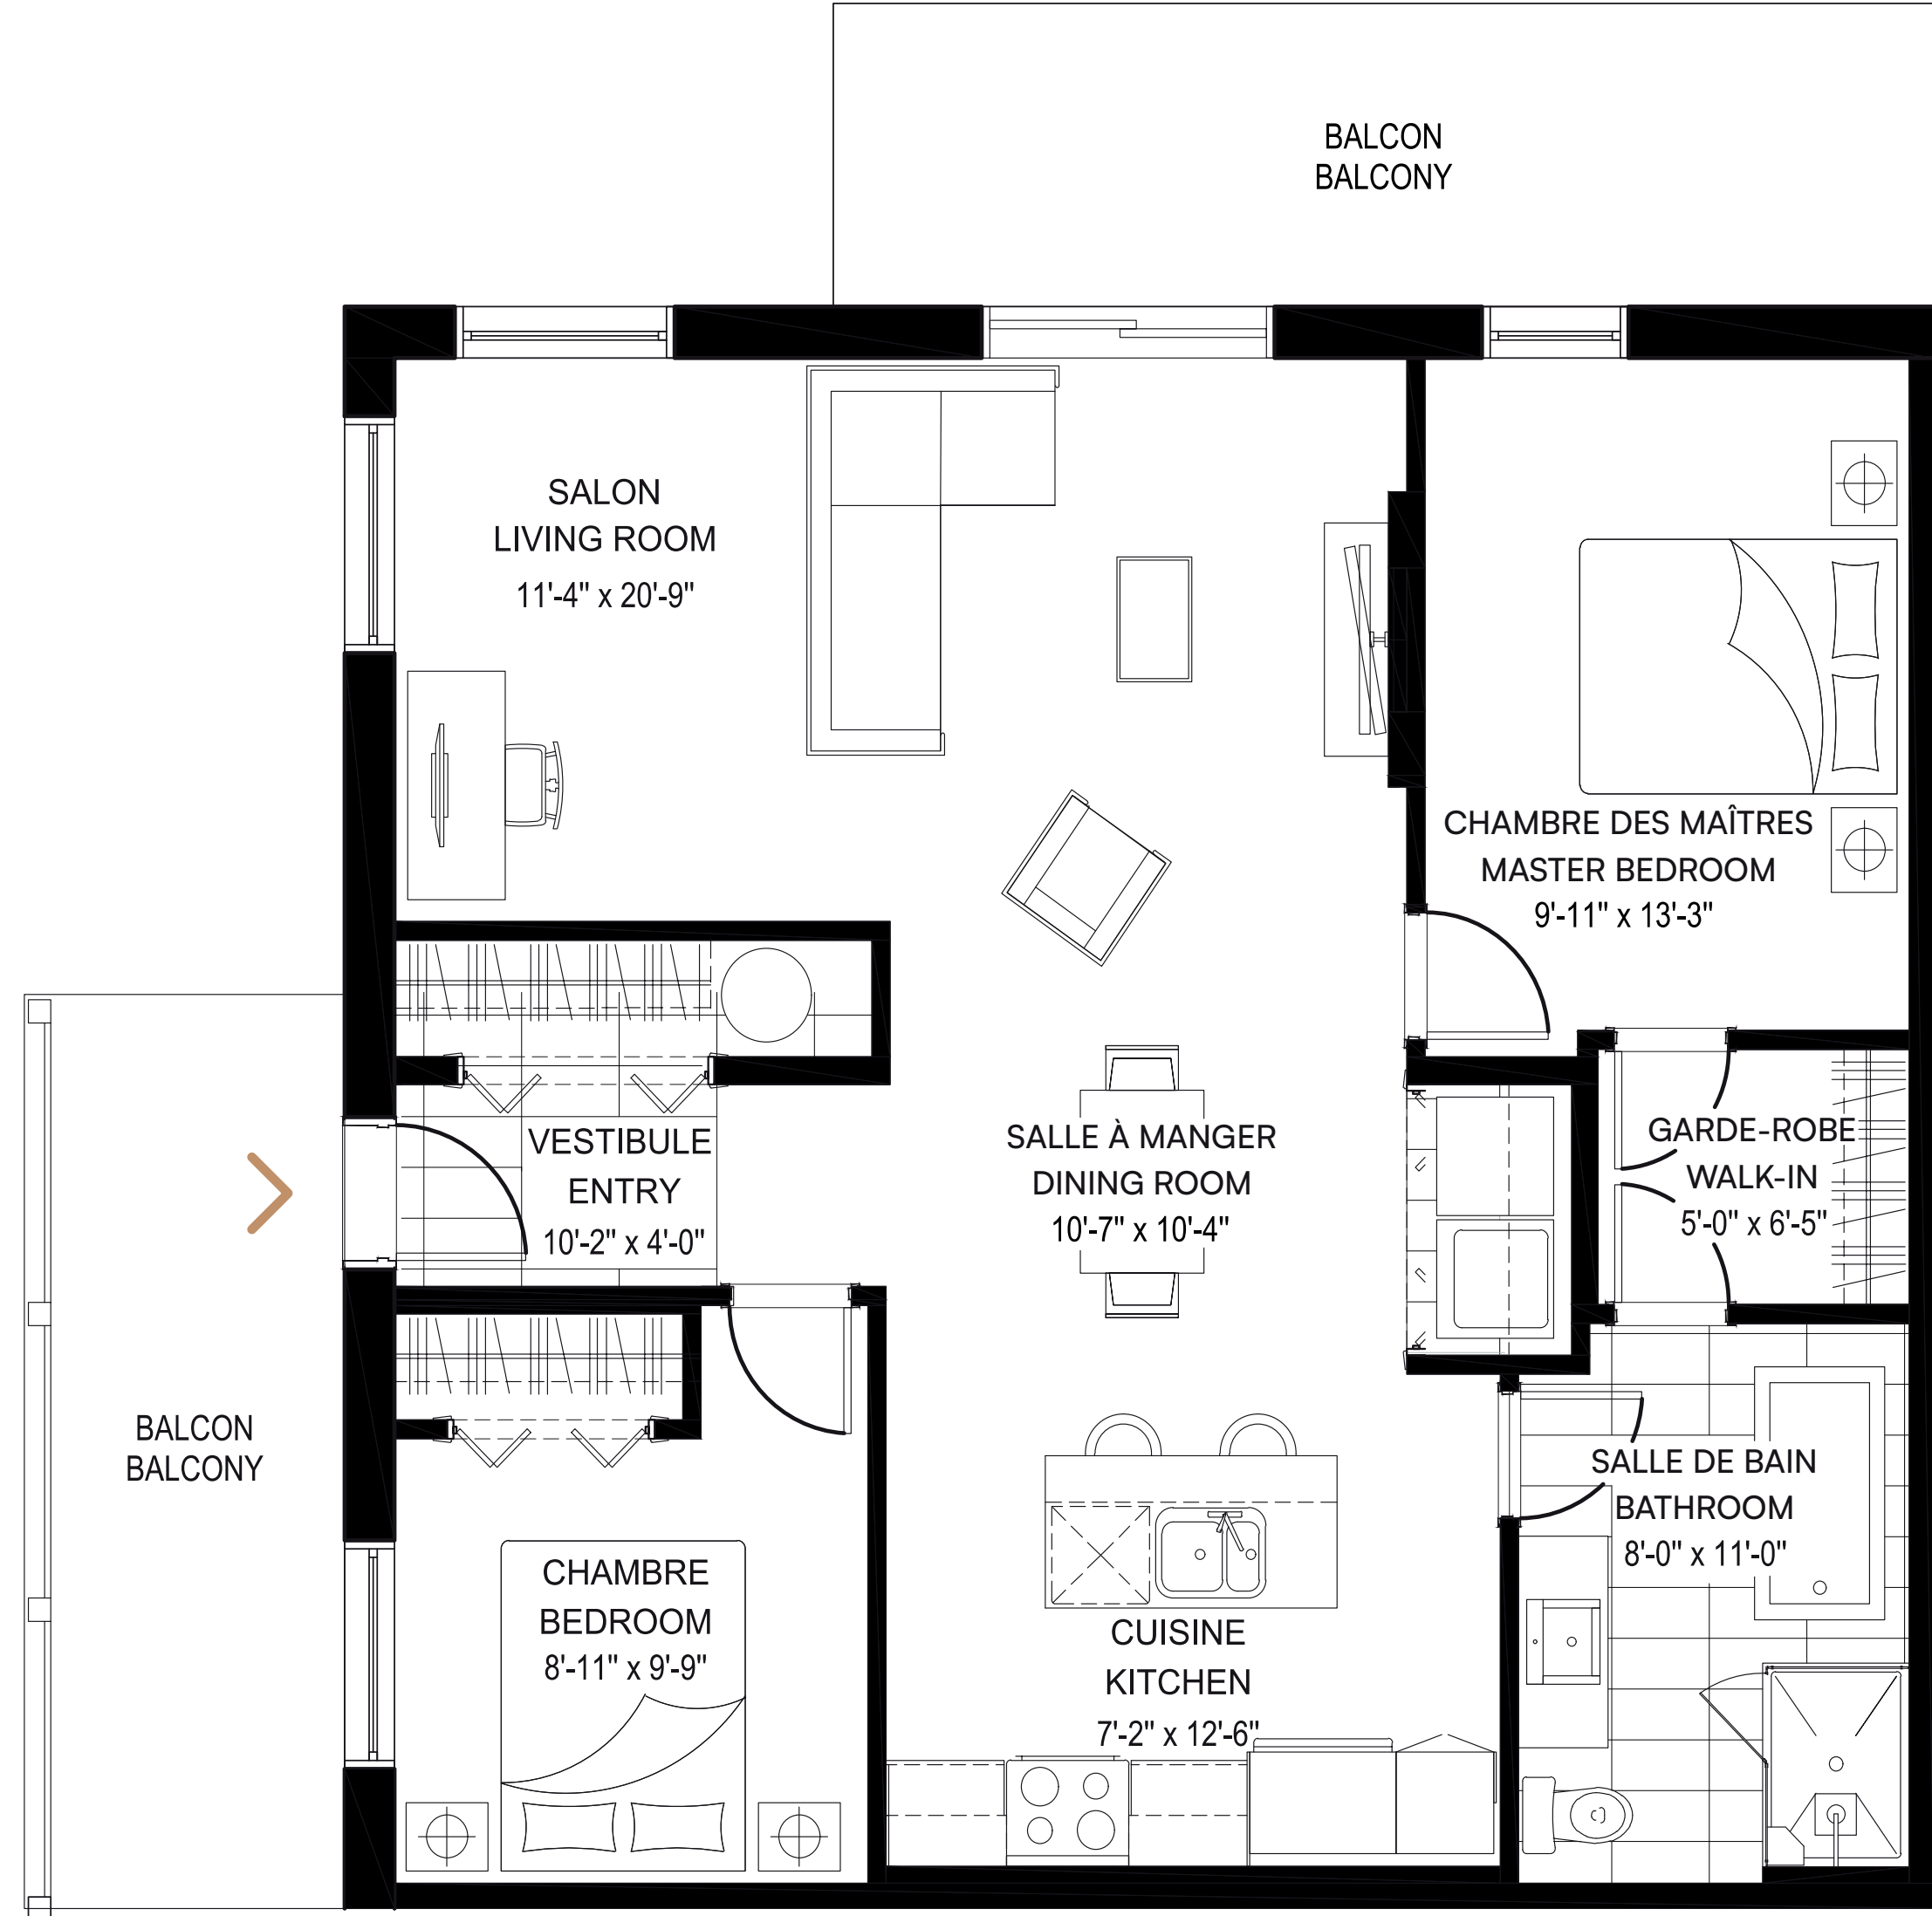 BALCON
BALCONY
SALON
LIVING ROOM
11'-4" x 20'-9"
CHAMBRE DES MAÎTRES
MASTER BEDROOM
9'-11" x 13'-3"
VESTIBULE
ENTRY
10'-2" x 4'-0"
SALLE À MANGER
DINING ROOM
10'-7" x 10'-4"
GARDE-ROBE
WALK-IN
5'-0" x 6'-5"
BALCON
BALCONY
SALLE DE BAIN
BATHROOM
8'-0" x 11'-0"
CHAMBRE
BEDROOM
8'-11" x 9'-9"
CUISINE
KITCHEN
7'-2" x 12'-6"